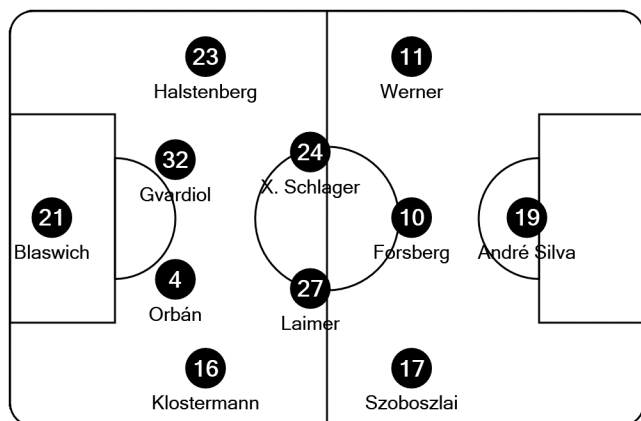 23
Halstenberg
11
Werner
32
Gvardiol
24
X. Schlager
21
Blaswich
10
Forsberg
19
André Silva
4
Orbán
27
Laimer
16
Klostermann
17
Szoboszlai